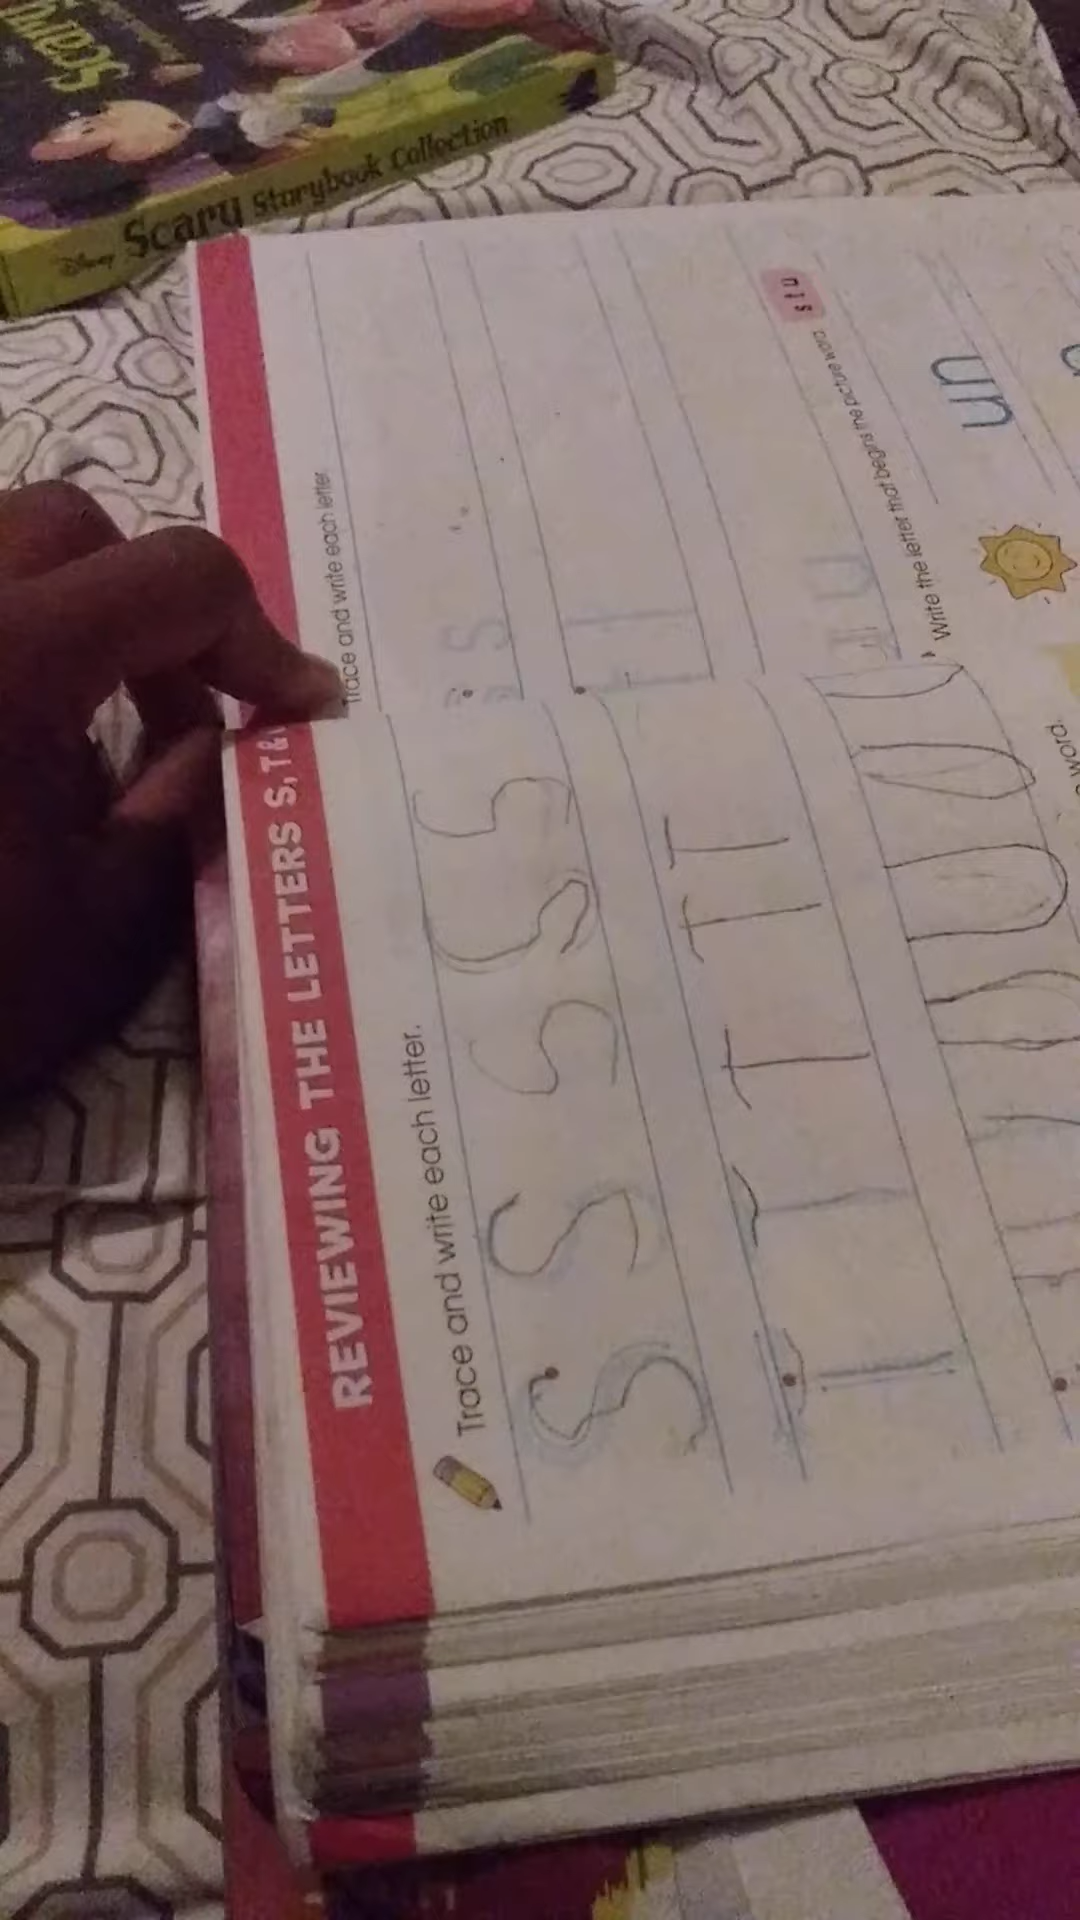 Scary
Disney Scary Storybook Collection
REVIEWING THE LETTERS S, T &
Trace and write each letter.
S S S S S
T T T T T
Trace and write each letter
s s
t t
u
s t u
Write the letter that begins the picture word
un
word.